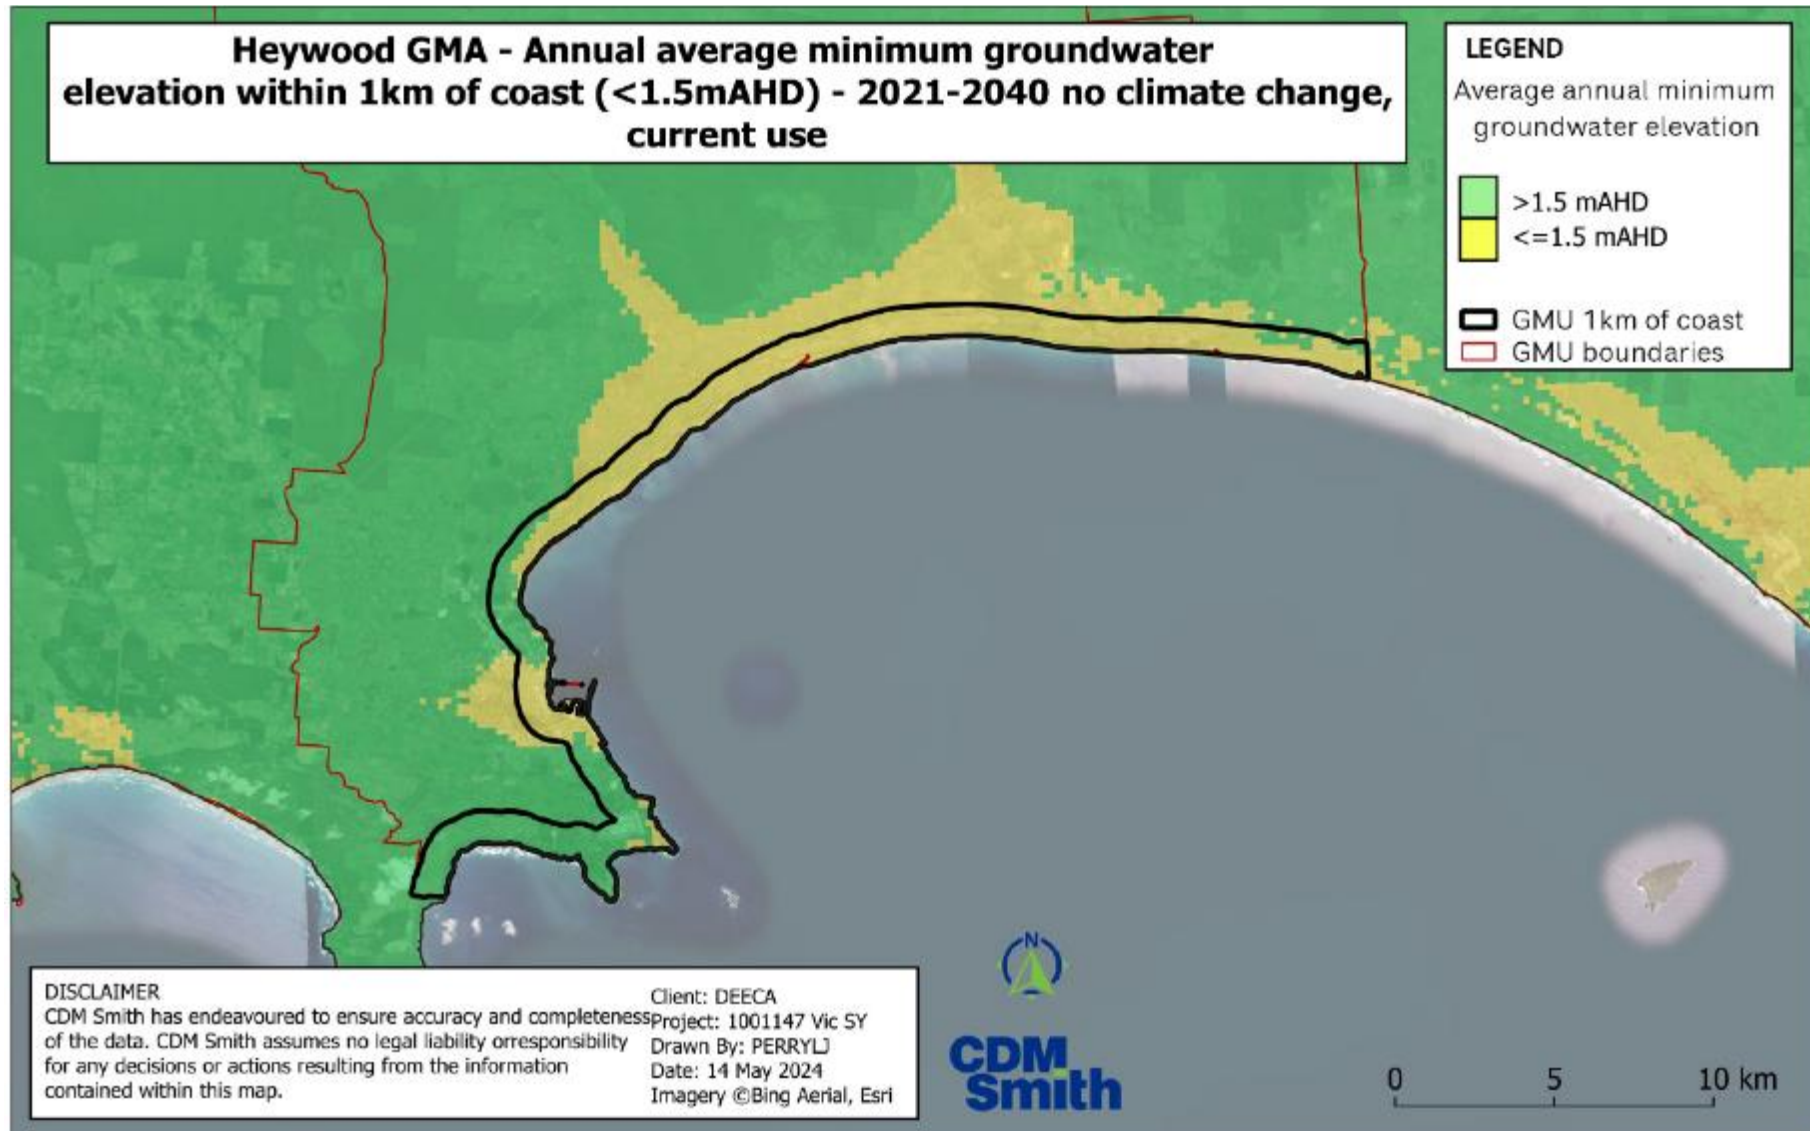 Heywood GMA - Annual average minimum groundwater
elevation within 1km of coast (<1.5mAHD) - 2021-2040 no climate change,
current use
LEGEND
Average annual minimum
groundwater elevation
>1.5 mAHD
<=1.5 mAHD
GMU 1km of coast
GMU boundaries
DISCLAIMER
CDM Smith has endeavoured to ensure accuracy and completeness
of the data. CDM Smith assumes no legal liability orresponsibility
for any decisions or actions resulting from the information
contained within this map.
Client: DEECA
Project: 1001147 Vic SY
Drawn By: PERRYLJ
Date: 14 May 2024
Imagery ©Bing Aerial, Esri
N
CDM
Smith
0 5 10 km